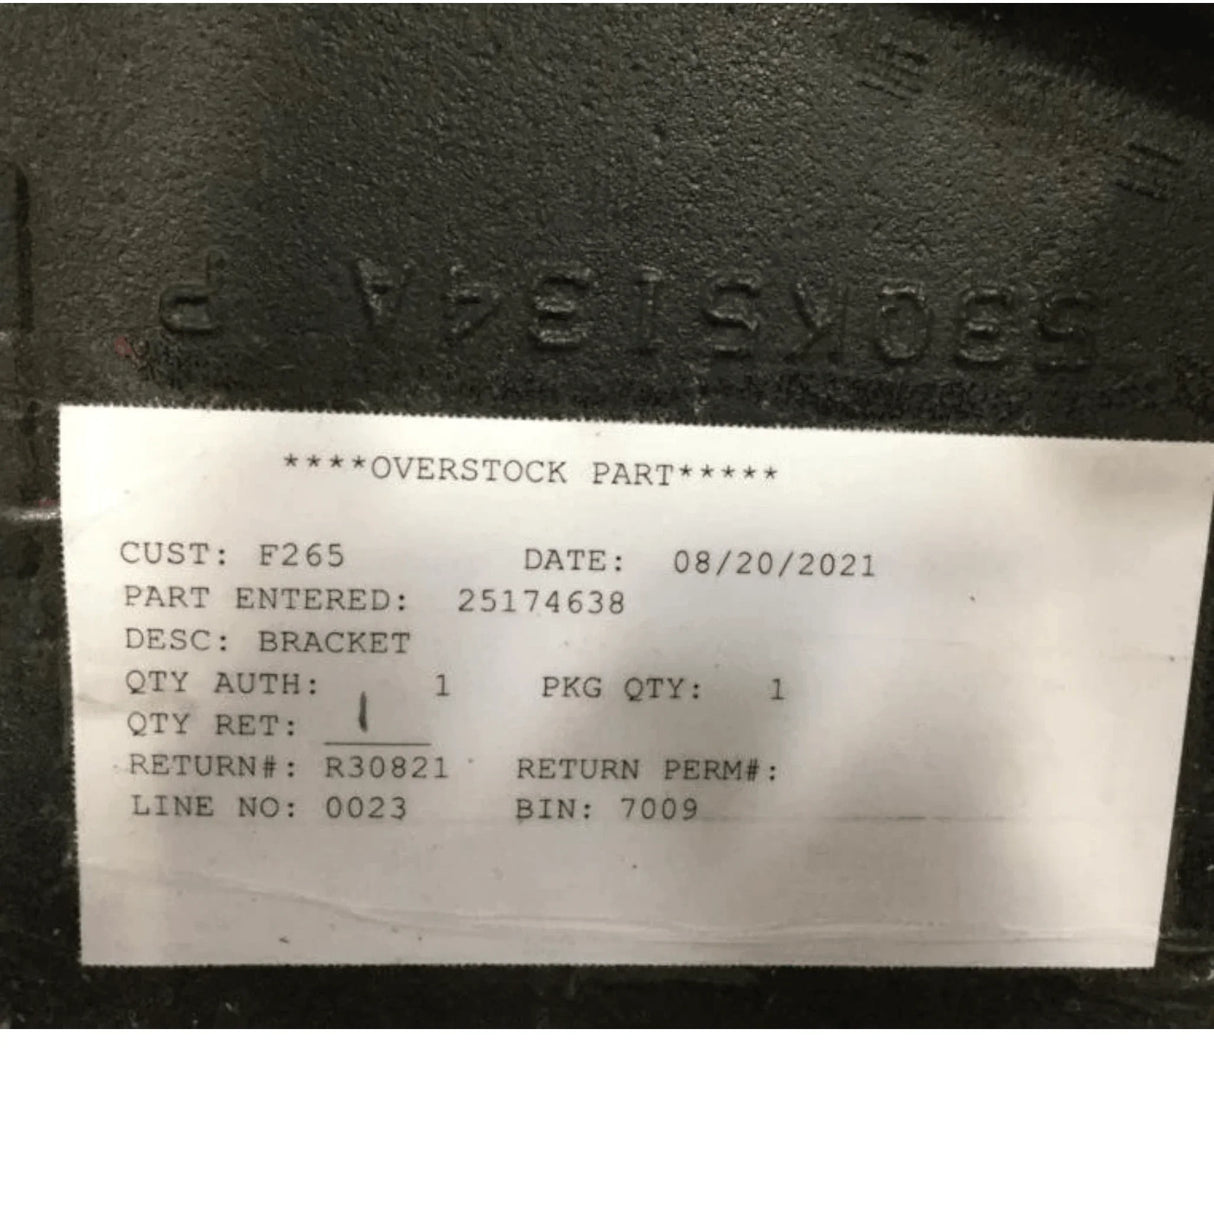 530K5134A P
****OVERSTOCK PART*****
CUST: F265 DATE: 08/20/2021
PART ENTERED: 25174638
DESC: BRACKET
QTY AUTH: 1 PKG QTY: 1
QTY RET: 1
RETURN#: R30821 RETURN PERM#:
LINE NO: 0023 BIN: 7009